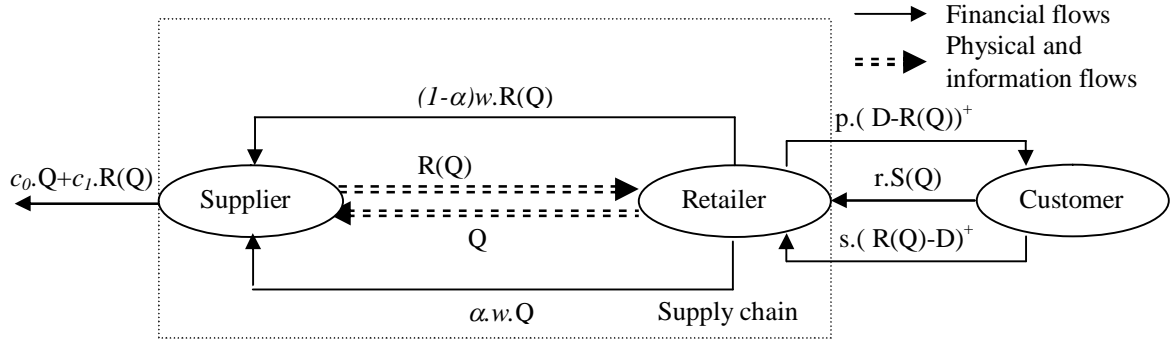 Financial flows
Physical and
information flows
(1-α)w.R(Q)
p.( D-R(Q))⁺
c₀.Q+c₁.R(Q)
R(Q)
r.S(Q)
Supplier
Retailer
Customer
Q
s.( R(Q)-D)⁺
α.w.Q
Supply chain